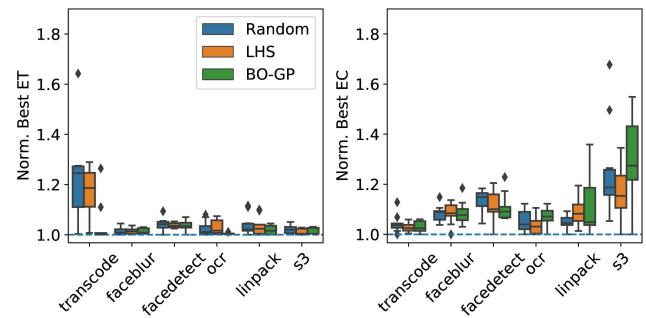 Norm. Best ET
1.8
1.6
1.4
1.2
1.0
Random
LHS
BO-GP
transcode
faceblur
facedetect
ocr
linpack
s3
Norm. Best EC
1.8
1.6
1.4
1.2
1.0
transcode
faceblur
facedetect
ocr
linpack
s3